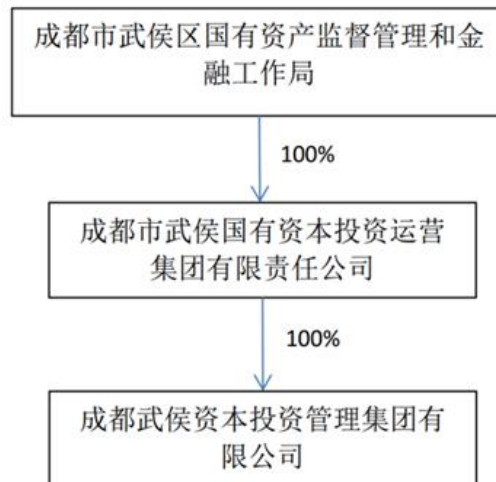 成都市武侯区国有资产监督管理和金
融工作局
100%
成都市武侯国有资本投资运营
集团有限责任公司
100%
成都武侯资本投资管理集团有
限公司